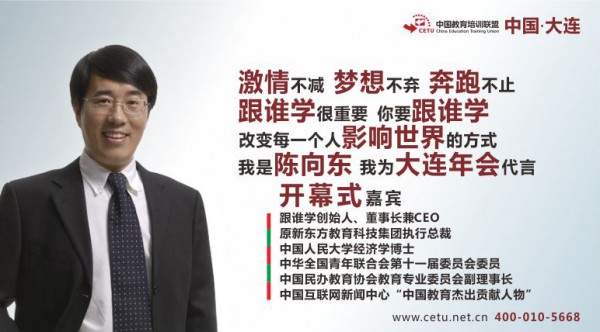 CETU
中国教育培训联盟
China Education Training Union
中国·大连
激情不减 梦想不弃 奔跑不止
跟谁学很重要 你要跟谁学
改变每一个人影响世界的方式
我是陈向东 我为大连年会代言
开幕式嘉宾
跟谁学创始人、董事长兼CEO
原新东方教育科技集团执行总裁
中国人民大学经济学博士
中华全国青年联合会第十一届委员会委员
中国民办教育协会教育专业委员会副理事长
中国互联网新闻中心“中国教育杰出贡献人物”
www.cetu.net.cn 400-010-5668